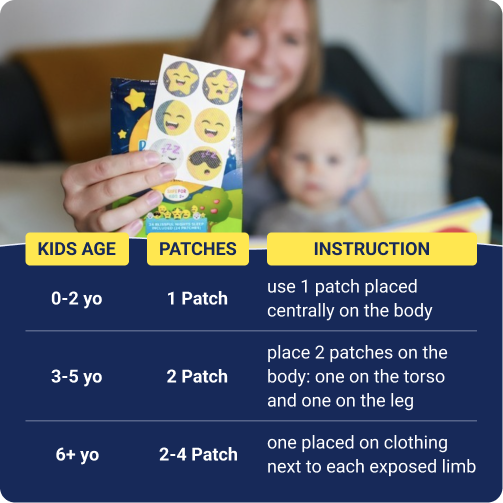 KIDS AGE PATCHES INSTRUCTION
0-2 yo 1 Patch use 1 patch placed
centrally on the body
3-5 yo 2 Patch place 2 patches on the
body: one on the torso
and one on the leg
6+ yo 2-4 Patch one placed on clothing
next to each exposed limb